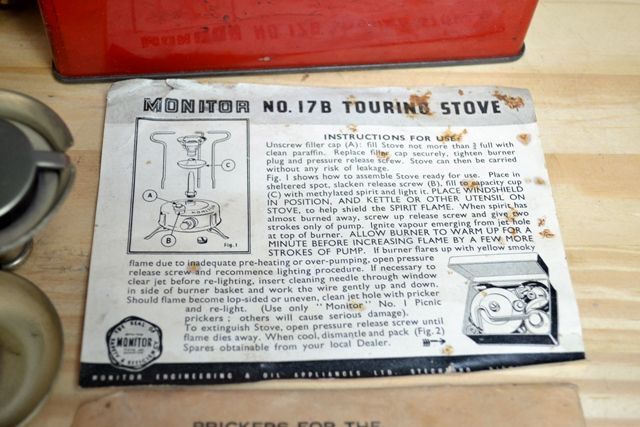 MONITOR NO. 17B TOURING STOVE
INSTRUCTIONS FOR USE:
Unscrew filler cap (A): fill Stove not more than ¾ full with
clean paraffin. Replace filler cap securely, tighten burner
plug and pressure release screw. Stove can then be carried
without any risk of leakage.
Fig. 1 shows how to assemble Stove ready for use. Place in
sheltered spot, slacken release screw (B), fill to capacity cup
(C) with methylated spirit and light it. PLACE WINDSHIELD
IN POSITION, AND KETTLE OR OTHER UTENSIL ON
STOVE, to help shield the SPIRIT FLAME. When spirit has
almost burned away, screw up release screw and give two
strokes only of pump. Ignite vapour emerging from jet hole
at top of burner. ALLOW BURNER TO WARM UP FOR A
MINUTE BEFORE INCREASING FLAME BY A FEW MORE
STROKES OF PUMP. If burner flares up with yellow smoky
flame due to inadequate pre-heating or over-pumping, open pressure
release screw and recommence lighting procedure. If necessary to
clear jet before re-lighting, insert cleaning needle through window
in side of burner basket and work the wire gently up and down.
Should flame become lop-sided or uneven, clean jet hole with pricker
and re-light. (Use only "Monitor" No. 1 Picnic
prickers; others will cause serious damage).
To extinguish Stove, open pressure release screw until
flame dies away. When cool, dismantle and pack (Fig. 2)
Spares obtainable from your local Dealer.
A
B
C
Fig. 1
THE SEAL OF
MONITOR
EFFICIENCY
MONITOR ENGINEERING & OIL APPLIANCES LTD. STECHFORD
PRICKERS FOR THE